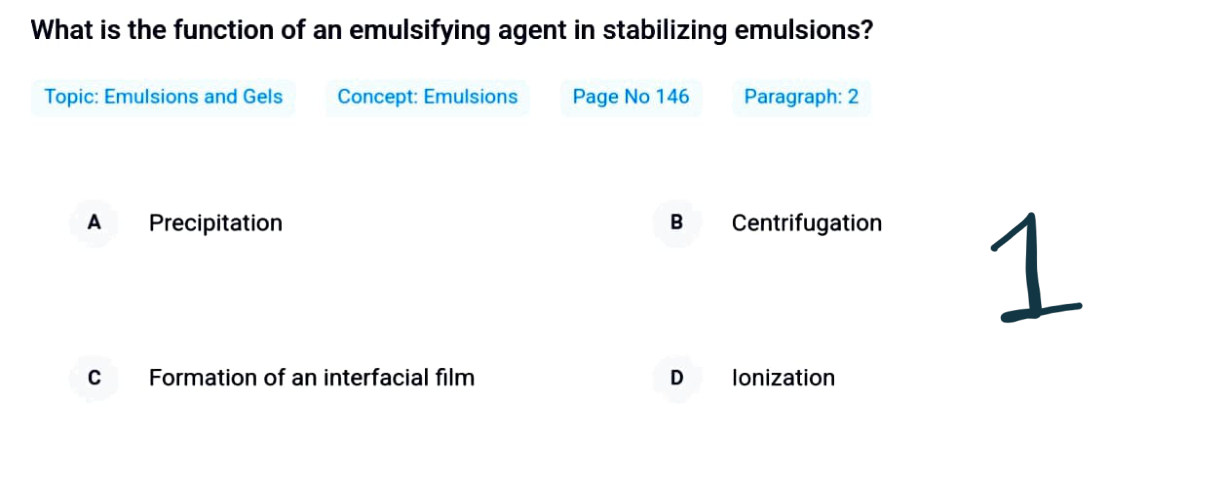 What is the function of an emulsifying agent in stabilizing emulsions?
Topic: Emulsions and Gels Concept: Emulsions Page No 146 Paragraph: 2
A Precipitation B Centrifugation
1
C Formation of an interfacial film D Ionization